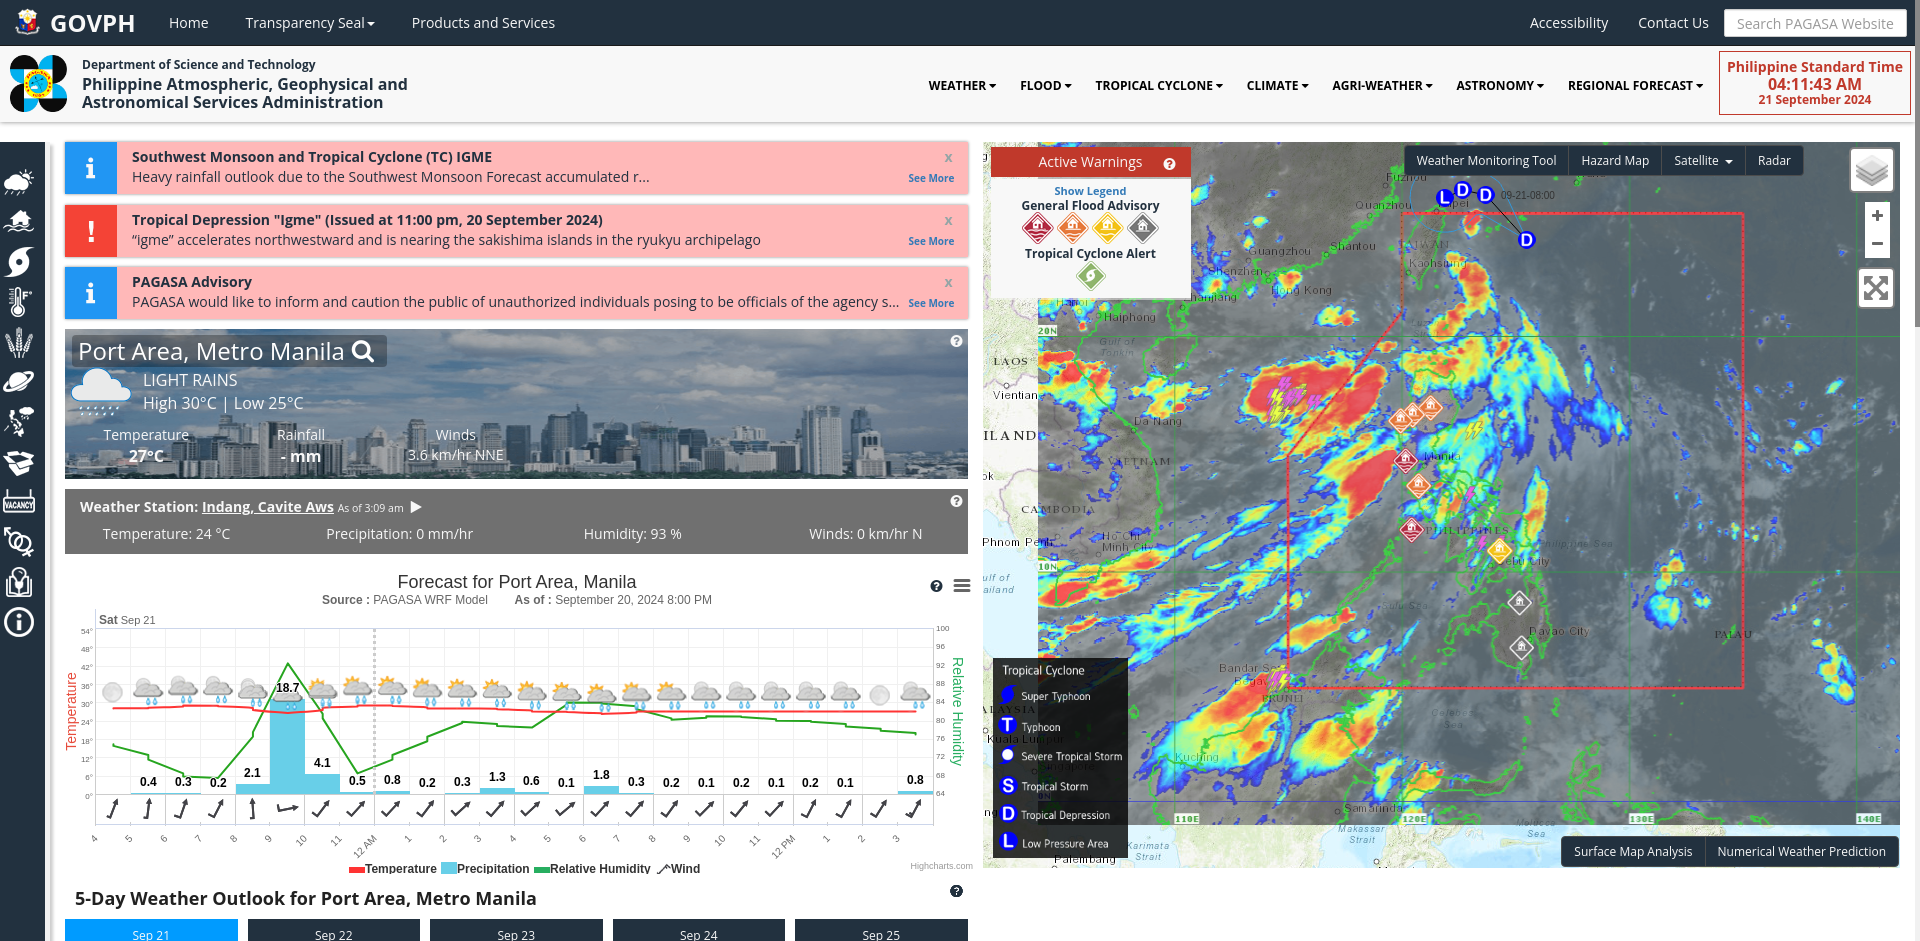 GOVPH
Home
Transparency Seal
Products and Services
Accessibility
Contact Us
Search PAGASA Website
Department of Science and Technology
Philippine Atmospheric, Geophysical and
Astronomical Services Administration
WEATHER
FLOOD
TROPICAL CYCLONE
CLIMATE
AGRI-WEATHER
ASTRONOMY
REGIONAL FORECAST
Philippine Standard Time
04:11:43 AM
21 September 2024
Southwest Monsoon and Tropical Cyclone (TC) IGME
x
Heavy rainfall outlook due to the Southwest Monsoon Forecast accumulated r...
See More
Tropical Depression "Igme" (Issued at 11:00 pm, 20 September 2024)
x
“igme” accelerates northwestward and is nearing the sakishima islands in the ryukyu archipelago
See More
PAGASA Advisory
x
PAGASA would like to inform and caution the public of unauthorized individuals posing to be officials of the agency s...
See More
VACANCY
Port Area, Metro Manila
LIGHT RAINS
High 30°C | Low 25°C
Temperature
Rainfall
Winds
27°C
- mm
3.6 km/hr NNE
Weather Station: Indang, Cavite Aws As of 3:09 am
Temperature: 24 °C
Precipitation: 0 mm/hr
Humidity: 93 %
Winds: 0 km/hr N
Forecast for Port Area, Manila
Source : PAGASA WRF Model As of : September 20, 2024 8:00 PM
Sat Sep 21
Temperature
54°
48°
42°
36°
30°
24°
18°
12°
6°
0°
Relative Humidity
100
96
92
88
84
80
76
72
68
64
0.4 0.3 0.2 2.1 18.7 4.1 0.5 0.8 0.2 0.3 1.3 0.6 0.1 1.8 0.3 0.2 0.1 0.2 0.1 0.2 0.1 0.8
4 5 6 7 8 9 10 11 12 AM 1 2 3 4 5 6 7 8 9 10 11 12 PM 1 2 3
Temperature Precipitation Relative Humidity Wind
Highcharts.com
5-Day Weather Outlook for Port Area, Metro Manila
Sep 21
Sep 22
Sep 23
Sep 24
Sep 25
Active Warnings
Show Legend
General Flood Advisory
Tropical Cyclone Alert
Weather Monitoring Tool
Hazard Map
Satellite
Radar
+
−
L
D
D
09-21-08:00
D
Fuzhou
Quanzhou
Taipei
Guangzhou
Shantou
TAIWAN
Shenzhen
Kaohsiung
Hong Kong
Zhanjiang
Hanoi
Haiphong
20N
Gulf of
Tonkin
LAOS
Vientian
Da Nang
ILAND
VIETNAM
Manila
ok
CAMBODIA
PHILIPPINES
Phnom Penh
Ho Chi
Minh City
Philippine Sea
Cebu City
10N
ulf of
ailand
Sulu Sea
Davao City
PALAU
Bandar Se
Begaw
BRUNEI
ALAYSIA
Kuala Lumpur
Kuching
Samarinda
110E
120E
130E
140E
Makassar
Strait
Molucca
Sea
Karimata
Strait
Palembang
Tropical Cyclone
Super Typhoon
T Typhoon
Severe Tropical Storm
S Tropical Storm
D Tropical Depression
L Low Pressure Area
Surface Map Analysis
Numerical Weather Prediction